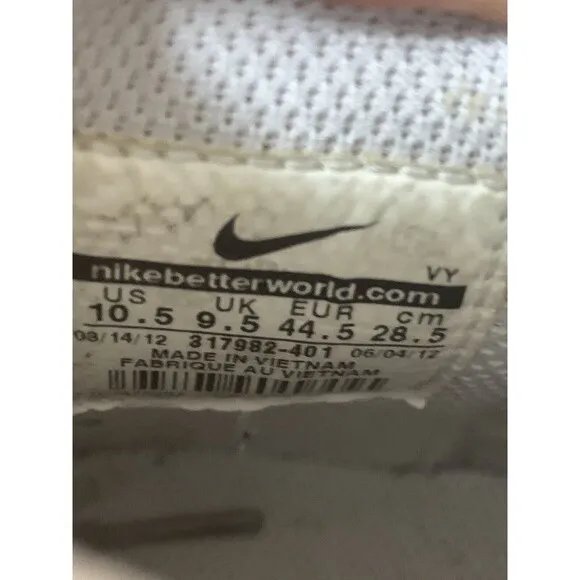 VY
nikebetterworld.com
US UK EUR cm
10.5 9.5 44.5 28.5
03/14/12 317982-401 06/04/12
MADE IN VIETNAM
FABRIQUE AU VIETNAM